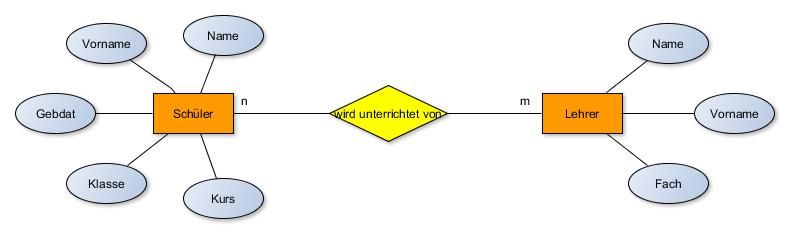 Vorname
Name
Gebdat
Schüler
n
wird unterrichtet von
m
Lehrer
Name
Vorname
Klasse
Kurs
Fach